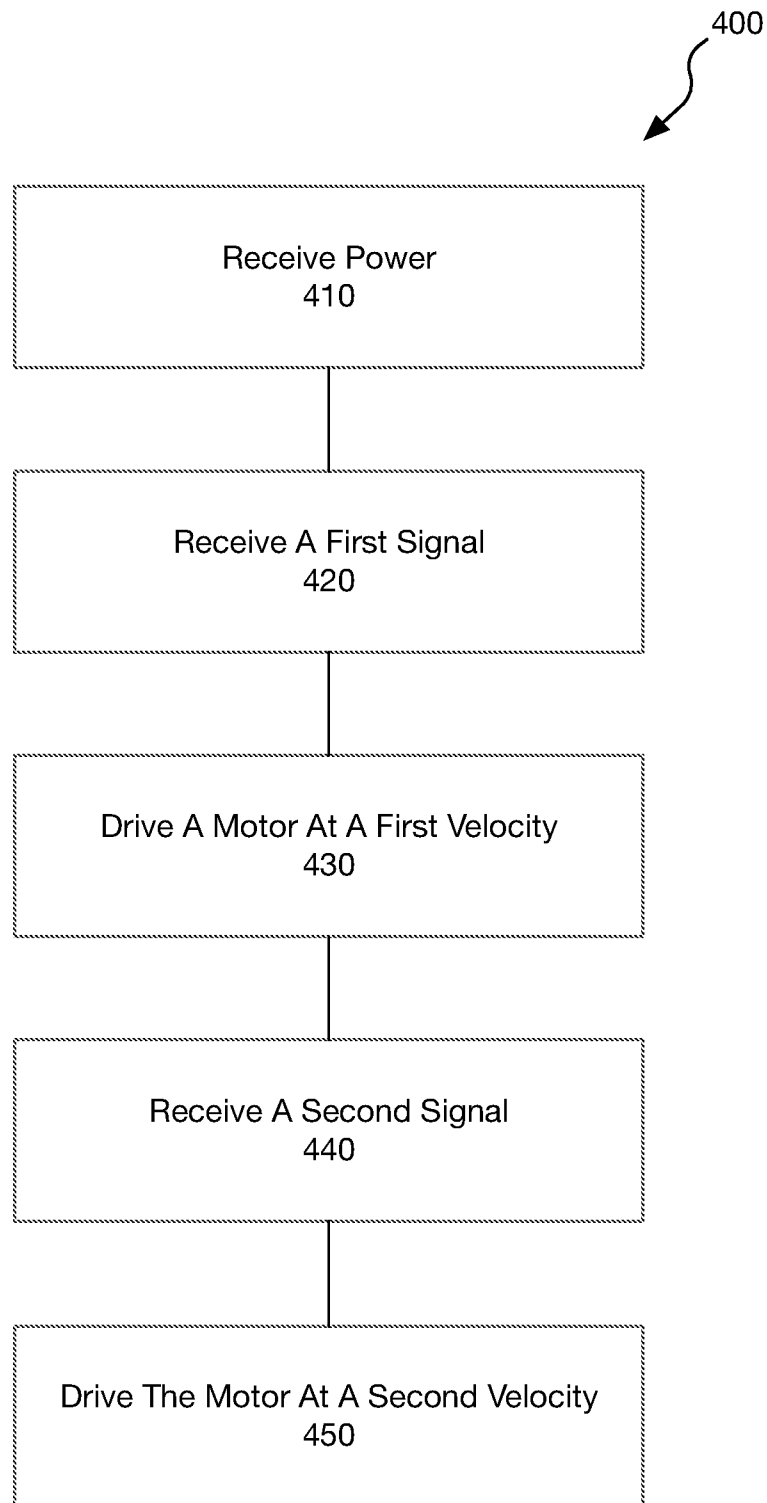 400
Receive Power
410
Receive A First Signal
420
Drive A Motor At A First Velocity
430
Receive A Second Signal
440
Drive The Motor At A Second Velocity
450